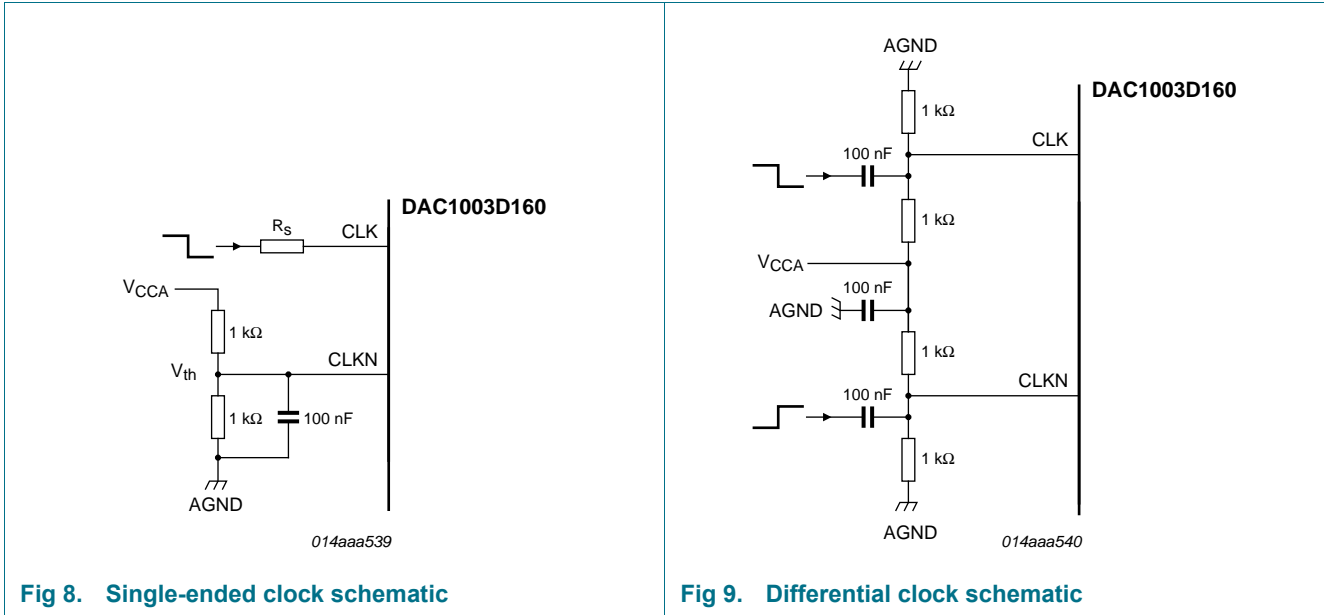 DAC1003D160
R_S
CLK
V_CCA
1 kΩ
CLKN
V_th
1 kΩ
100 nF
AGND
014aaa539
Fig 8. Single-ended clock schematic
AGND
DAC1003D160
1 kΩ
CLK
100 nF
1 kΩ
V_CCA
100 nF
AGND
1 kΩ
CLKN
100 nF
1 kΩ
AGND
014aaa540
Fig 9. Differential clock schematic